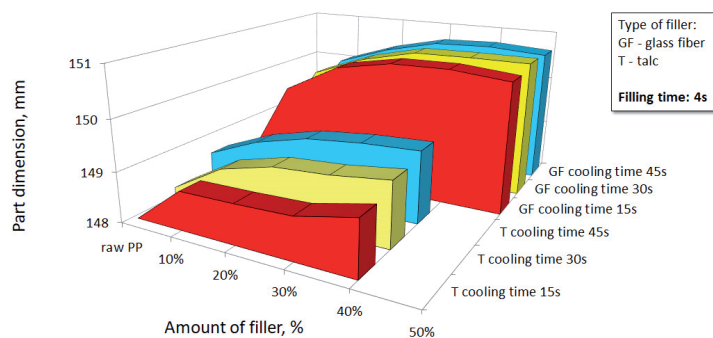 Type of filler:
GF - glass fiber
T - talc
Filling time: 4s
Part dimension, mm
151
150
149
148
raw PP
10%
20%
30%
40%
50%
Amount of filler, %
GF cooling time 45s
GF cooling time 30s
GF cooling time 15s
T cooling time 45s
T cooling time 30s
T cooling time 15s